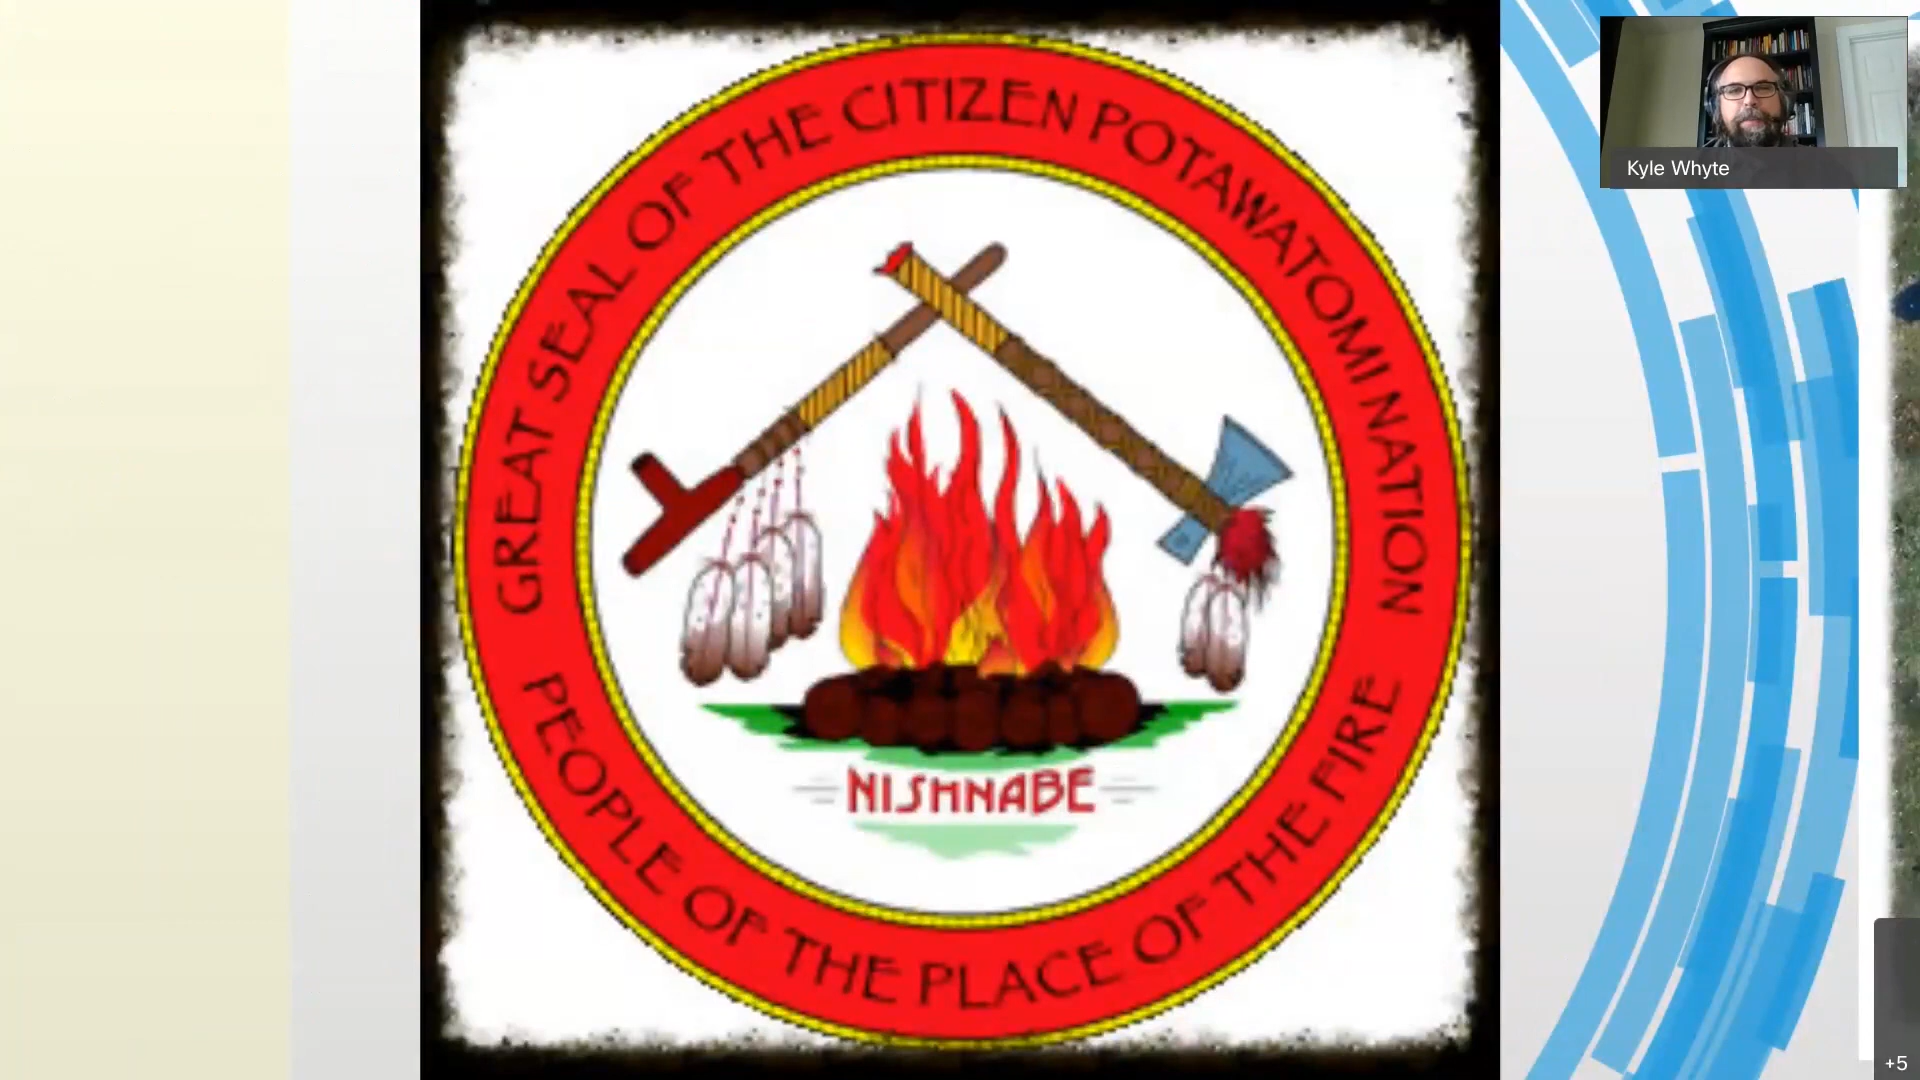 GREAT SEAL OF THE CITIZEN POTAWATOMI NATION
NISHNABE
PEOPLE OF THE PLACE OF THE FIRE
Kyle Whyte
+5